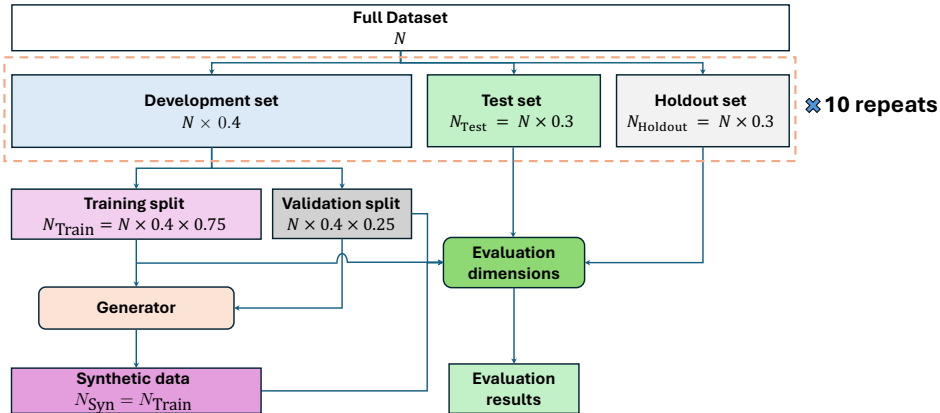 Full Dataset
N
Development set
N × 0.4
Test set
N_Test = N × 0.3
Holdout set
N_Holdout = N × 0.3
10 repeats
Training split
N_Train = N × 0.4 × 0.75
Validation split
N × 0.4 × 0.25
Evaluation
dimensions
Generator
Synthetic data
N_Syn = N_Train
Evaluation
results